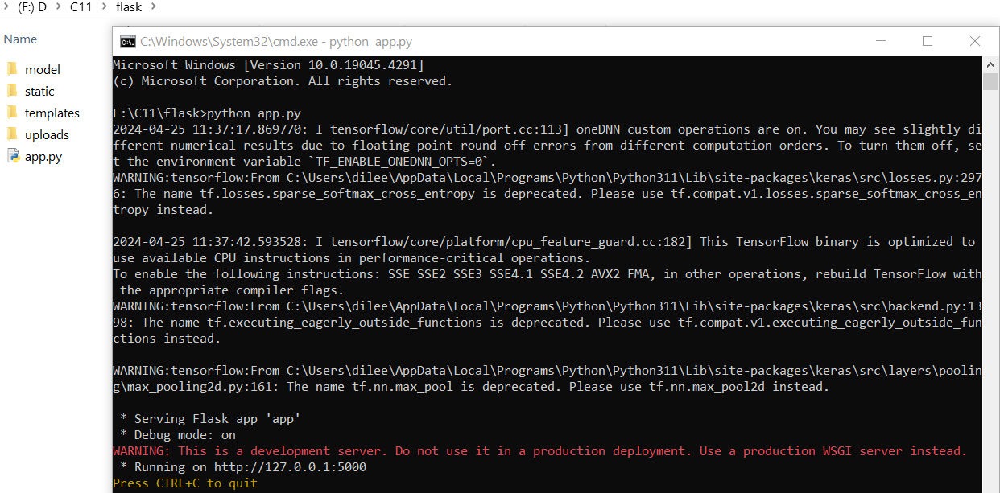 (F:) D > C11 > flask >
Name
model
static
templates
uploads
app.py
C:\Windows\System32\cmd.exe - python  app.py
Microsoft Windows [Version 10.0.19045.4291]
(c) Microsoft Corporation. All rights reserved.
F:\C11\flask>python app.py
2024-04-25 11:37:17.869770: I tensorflow/core/util/port.cc:113] oneDNN custom operations are on. You may see slightly di
fferent numerical results due to floating-point round-off errors from different computation orders. To turn them off, se
t the environment variable `TF_ENABLE_ONEDNN_OPTS=0`.
WARNING:tensorflow:From C:\Users\dilee\AppData\Local\Programs\Python\Python311\Lib\site-packages\keras\src\losses.py:297
6: The name tf.losses.sparse_softmax_cross_entropy is deprecated. Please use tf.compat.v1.losses.sparse_softmax_cross_en
tropy instead.
2024-04-25 11:37:42.593528: I tensorflow/core/platform/cpu_feature_guard.cc:182] This TensorFlow binary is optimized to
use available CPU instructions in performance-critical operations.
To enable the following instructions: SSE SSE2 SSE3 SSE4.1 SSE4.2 AVX2 FMA, in other operations, rebuild TensorFlow with
the appropriate compiler flags.
WARNING:tensorflow:From C:\Users\dilee\AppData\Local\Programs\Python\Python311\Lib\site-packages\keras\src\backend.py:13
98: The name tf.executing_eagerly_outside_functions is deprecated. Please use tf.compat.v1.executing_eagerly_outside_fun
ctions instead.
WARNING:tensorflow:From C:\Users\dilee\AppData\Local\Programs\Python\Python311\Lib\site-packages\keras\src\layers\poolin
g\max_pooling2d.py:161: The name tf.nn.max_pool is deprecated. Please use tf.nn.max_pool2d instead.
* Serving Flask app 'app'
* Debug mode: on
WARNING: This is a development server. Do not use it in a production deployment. Use a production WSGI server instead.
* Running on http://127.0.0.1:5000
Press CTRL+C to quit